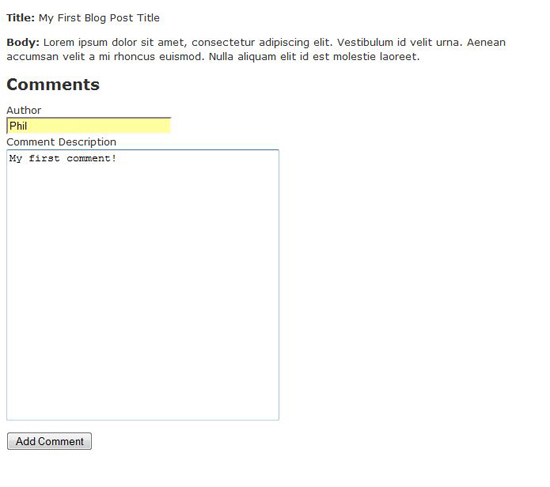 Title: My First Blog Post Title
Body: Lorem ipsum dolor sit amet, consectetur adipiscing elit. Vestibulum id velit urna. Aenean
accumsan velit a mi rhoncus euismod. Nulla aliquam elit id est molestie laoreet.
Comments
Author
Phil
Comment Description
My first comment!
Add Comment